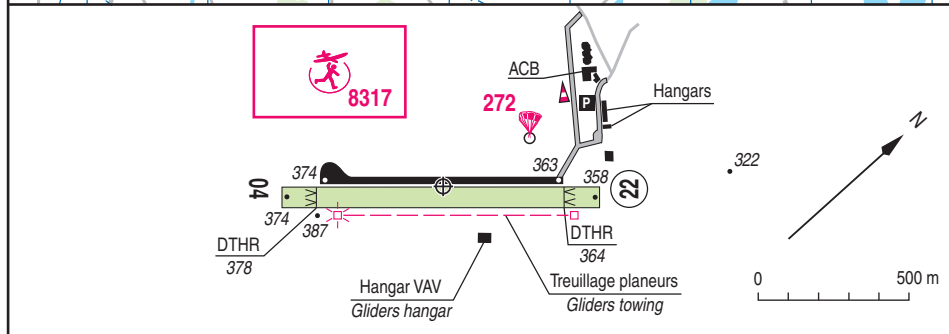 8317
ACB
272
P
Hangars
N
322
374
363
358
04
22
374
387
DTHR
378
DTHR
364
Hangar VAV
Gliders hangar
Treuillage planeurs
Gliders towing
0
500 m